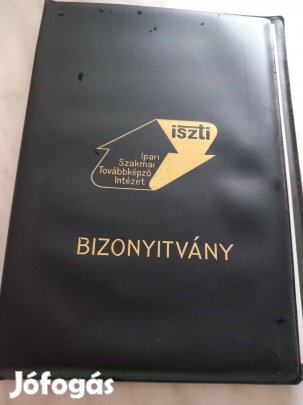 iszti
Ipari
Szakmai
Továbbképző
Intézet
BIZONYITVÁNY
Jófogás